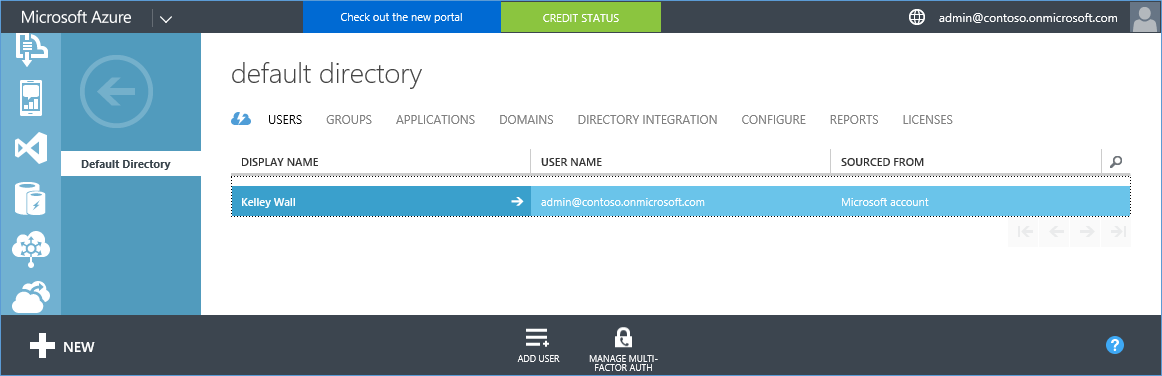 Microsoft Azure
Check out the new portal
CREDIT STATUS
admin@contoso.onmicrosoft.com
default directory
USERS GROUPS APPLICATIONS DOMAINS DIRECTORY INTEGRATION CONFIGURE REPORTS LICENSES
Default Directory
DISPLAY NAME USER NAME SOURCED FROM
Kelley Wall admin@contoso.onmicrosoft.com Microsoft account
NEW
ADD USER
MANAGE MULTI-
FACTOR AUTH
?